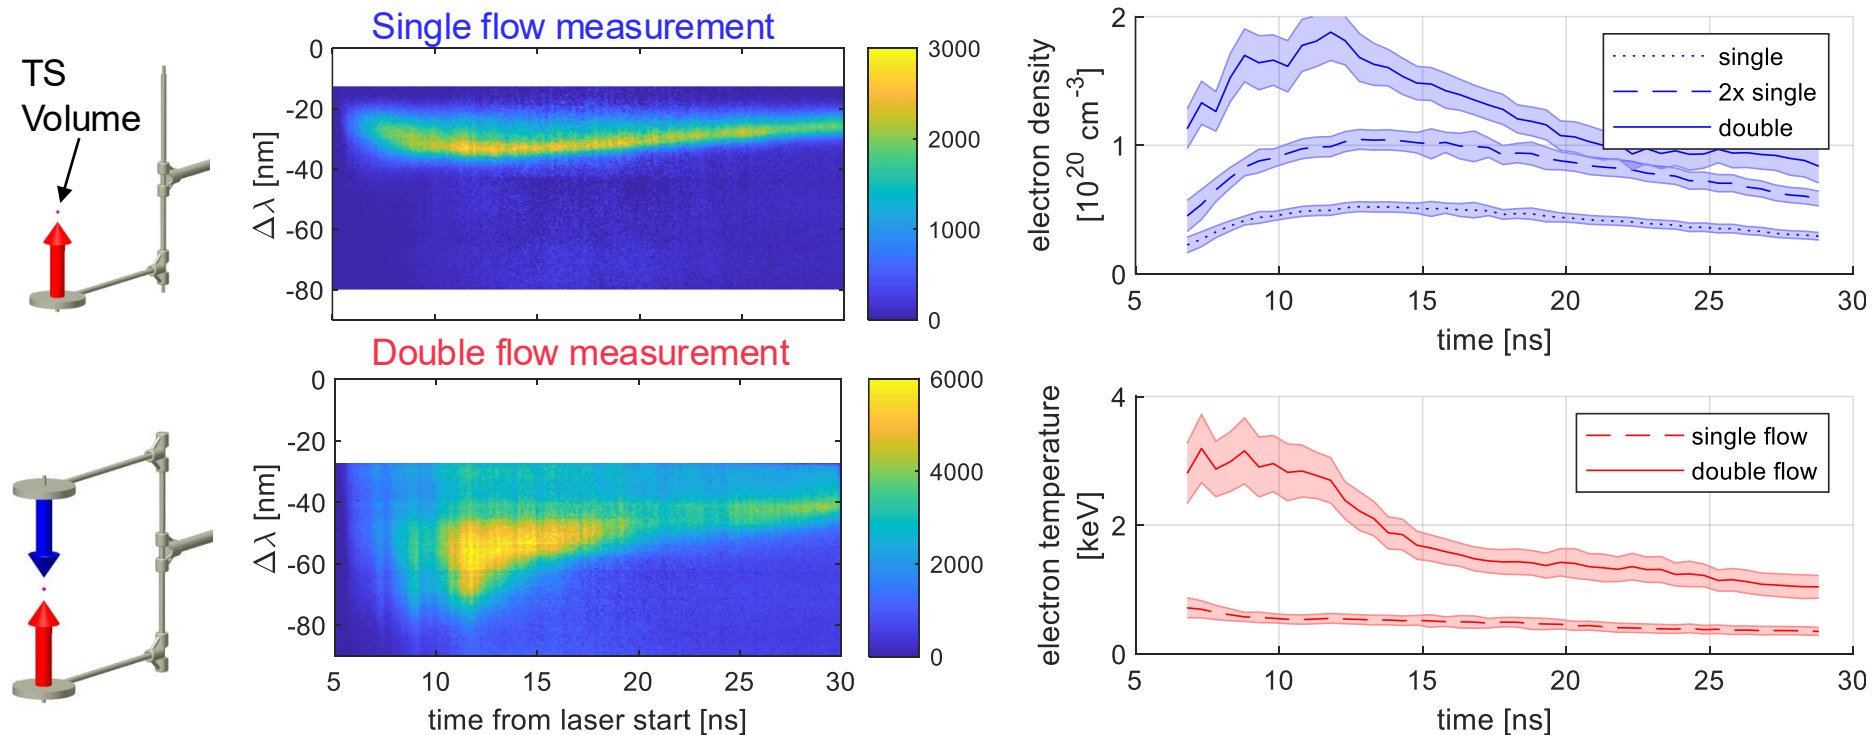 TS
Volume
Single flow measurement
0
-20
-40
-60
-80
Δλ [nm]
3000
2000
1000
0
Double flow measurement
0
-20
-40
-60
-80
Δλ [nm]
5 10 15 20 25 30
time from laser start [ns]
6000
4000
2000
0
electron density
[10^20 cm^-3]
2
1
0
single
2x single
double
5 10 15 20 25 30
time [ns]
electron temperature
[keV]
4
2
0
single flow
double flow
5 10 15 20 25 30
time [ns]